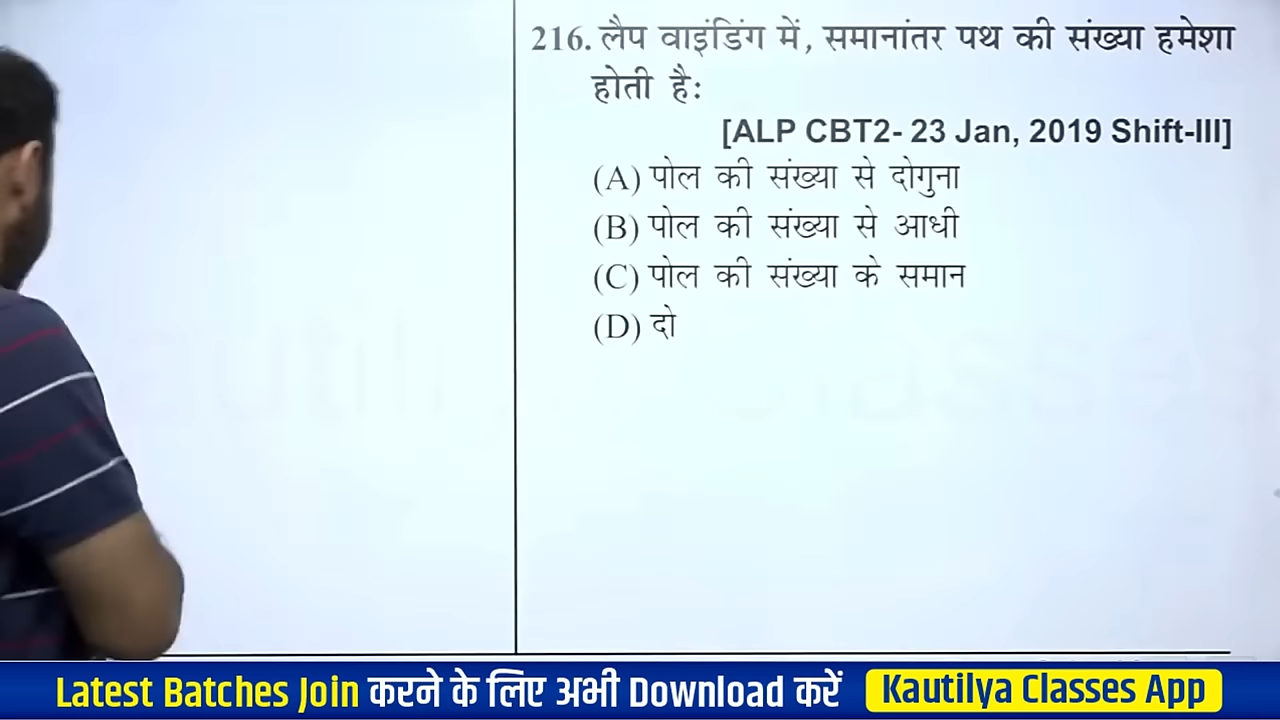 216. लैप वाइंडिंग में, समानांतर पथ की संख्या हमेशा
होती है:
[ALP CBT2- 23 Jan, 2019 Shift-III]
(A) पोल की संख्या से दोगुना
(B) पोल की संख्या से आधी
(C) पोल की संख्या के समान
(D) दो
Latest Batches Join करने के लिए अभी Download करें Kautilya Classes App